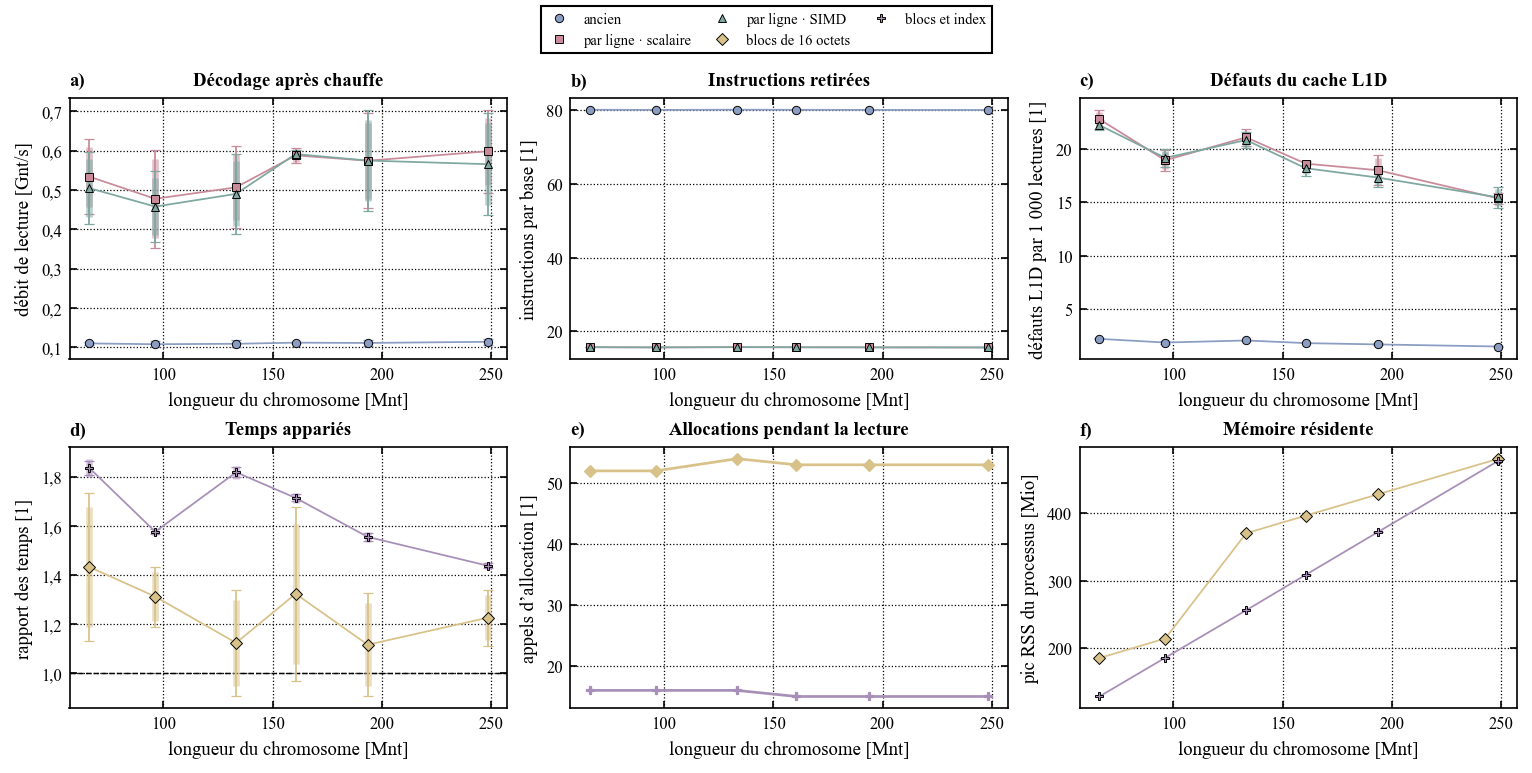 ancien
par ligne · SIMD
blocs et index
par ligne · scalaire
blocs de 16 octets
a)
Décodage après chauffe
débit de lecture [Gnt/s]
0,7
0,6
0,5
0,4
0,3
0,2
0,1
100
150
200
250
longueur du chromosome [Mnt]
b)
Instructions retirées
instructions par base [1]
80
60
40
20
100
150
200
250
longueur du chromosome [Mnt]
c)
Défauts du cache L1D
défauts L1D par 1 000 lectures [1]
20
15
10
5
100
150
200
250
longueur du chromosome [Mnt]
d)
Temps appariés
rapport des temps [1]
1,8
1,6
1,4
1,2
1,0
100
150
200
250
longueur du chromosome [Mnt]
e)
Allocations pendant la lecture
appels d’allocation [1]
50
40
30
20
100
150
200
250
longueur du chromosome [Mnt]
f)
Mémoire résidente
pic RSS du processus [Mio]
400
300
200
100
150
200
250
longueur du chromosome [Mnt]